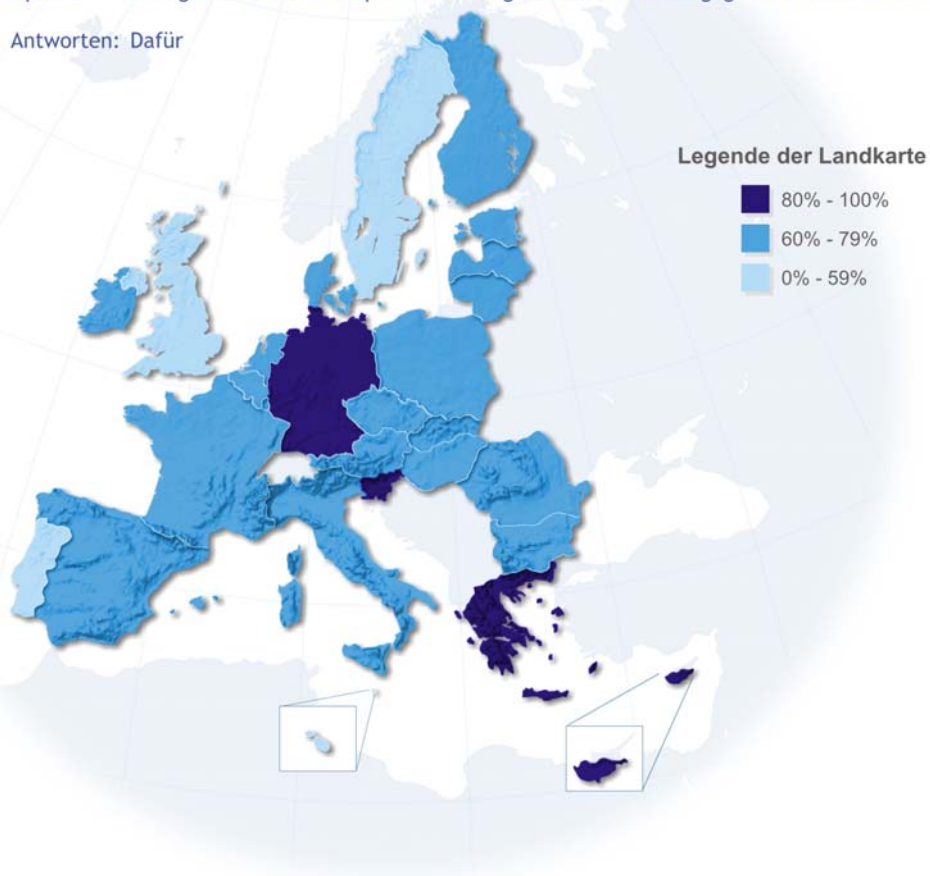 Antworten: Dafür
Legende der Landkarte
80% - 100%
60% - 79%
0% - 59%